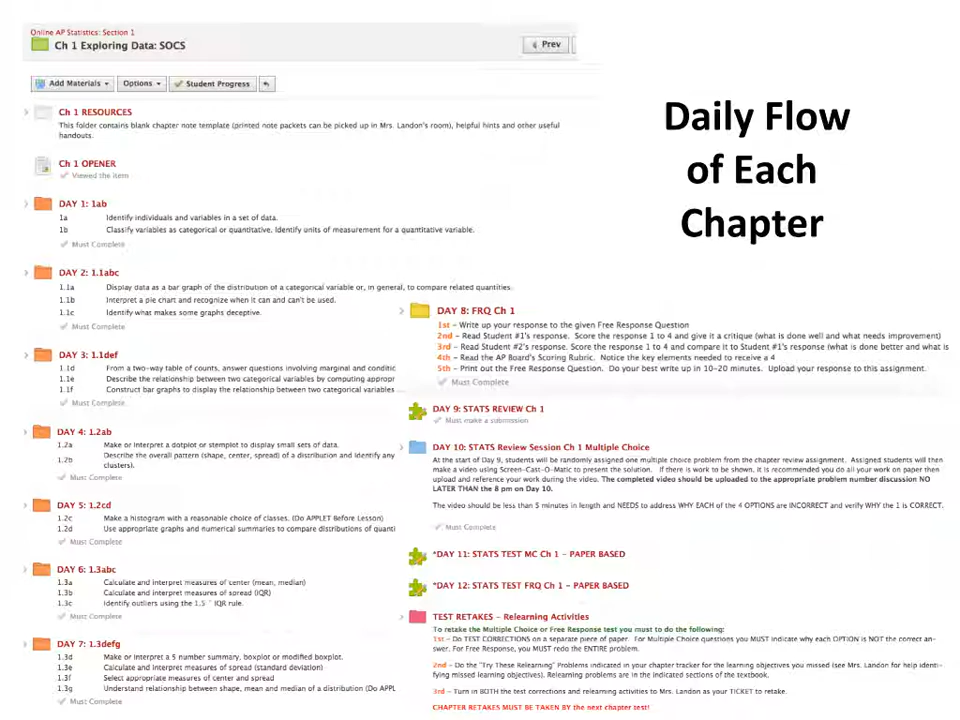 Online AP Statistics: Section 1
Ch 1 Exploring Data: SOCS
Prev
Add Materials
Options
Student Progress
Daily Flow
of Each
Chapter
Ch 1 RESOURCES
This folder contains blank chapter note template (printed note packets can be picked up in Mrs. Landon's room), helpful hints and other useful
handouts.
Ch 1 OPENER
Viewed the item
DAY 1: 1ab
1a Identify individuals and variables in a set of data.
1b Classify variables as categorical or quantitative. Identify units of measurement for a quantitative variable.
Must Complete
DAY 2: 1.1abc
1.1a Display data as a bar graph of the distribution of a categorical variable or, in general, to compare related quantities.
1.1b Interpret a pie chart and recognize when it can and can't be used.
1.1c Identify what makes some graphs deceptive.
Must Complete
DAY 3: 1.1def
1.1d From a two-way table of counts, answer questions involving marginal and conditic
1.1e Describe the relationship between two categorical variables by computing appropr
1.1f Construct bar graphs to display the relationship between two categorical variables
Must Complete
DAY 4: 1.2ab
1.2a Make or interpret a dotplot or stemplot to display small sets of data.
1.2b Describe the overall pattern (shape, center, spread) of a distribution and identify any
clusters).
Must Complete
DAY 5: 1.2cd
1.2c Make a histogram with a reasonable choice of classes. (Do APPLET Before Lesson)
1.2d Use appropriate graphs and numerical summaries to compare distributions of quanti
Must Complete
DAY 6: 1.3abc
1.3a Calculate and interpret measures of center (mean, median)
1.3b Calculate and interpret measures of spread (IQR)
1.3c Identify outliers using the 1.5 * IQR rule.
Must Complete
DAY 7: 1.3defg
1.3d Make or interpret a 5 number summary, boxplot or modified boxplot.
1.3e Calculate and interpret measures of spread (standard deviation)
1.3f Select appropriate measures of center and spread
1.3g Understand relationship between shape, mean and median of a distribution (Do APPL
Must Complete
DAY 8: FRQ Ch 1
1st – Write up your response to the given Free Response Question
2nd – Read Student #1's response. Score the response 1 to 4 and give it a critique (what is done well and what needs improvement)
3rd – Read Student #2's response. Score the response 1 to 4 and compare it to Student #1's response (what is done better and what is
4th – Read the AP Board's Scoring Rubric. Notice the key elements needed to receive a 4
5th – Print out the Free Response Question. Do your best write up in 10-20 minutes. Upload your response to this assignment.
Must Complete
DAY 9: STATS REVIEW Ch 1
Must make a submission
DAY 10: STATS Review Session Ch 1 Multiple Choice
At the start of Day 9, students will be randomly assigned one multiple choice problem from the chapter review assignment. Assigned students will then
make a video using Screen-Cast-O-Matic to present the solution. If there is work to be shown, it is recommended you do all your work on paper then
upload and reference your work during the video. The completed video should be uploaded to the appropriate problem number discussion NO
LATER THAN the 8 pm on Day 10.
The video should be less than 5 minutes in length and NEEDS to address WHY EACH of the 4 OPTIONS are INCORRECT and verify WHY the 1 is CORRECT.
Must Complete
*DAY 11: STATS TEST MC Ch 1 – PAPER BASED
*DAY 12: STATS TEST FRQ Ch 1 – PAPER BASED
TEST RETAKES – Relearning Activities
To retake the Multiple Choice or Free Response test you must to do the following:
1st – Do TEST CORRECTIONS on a separate piece of paper. For Multiple Choice questions you MUST indicate why each OPTION is NOT the correct an-
swer. For Free Response, you MUST redo the ENTIRE problem.
2nd – Do the "Try These Relearning" Problems indicated in your chapter tracker for the learning objectives you missed (see Mrs. Landon for help identi-
fying missed learning objectives). Relearning problems are in the indicated sections of the textbook.
3rd – Turn in BOTH the test corrections and relearning activities to Mrs. Landon as your TICKET to retake.
CHAPTER RETAKES MUST BE TAKEN BY the next chapter test!